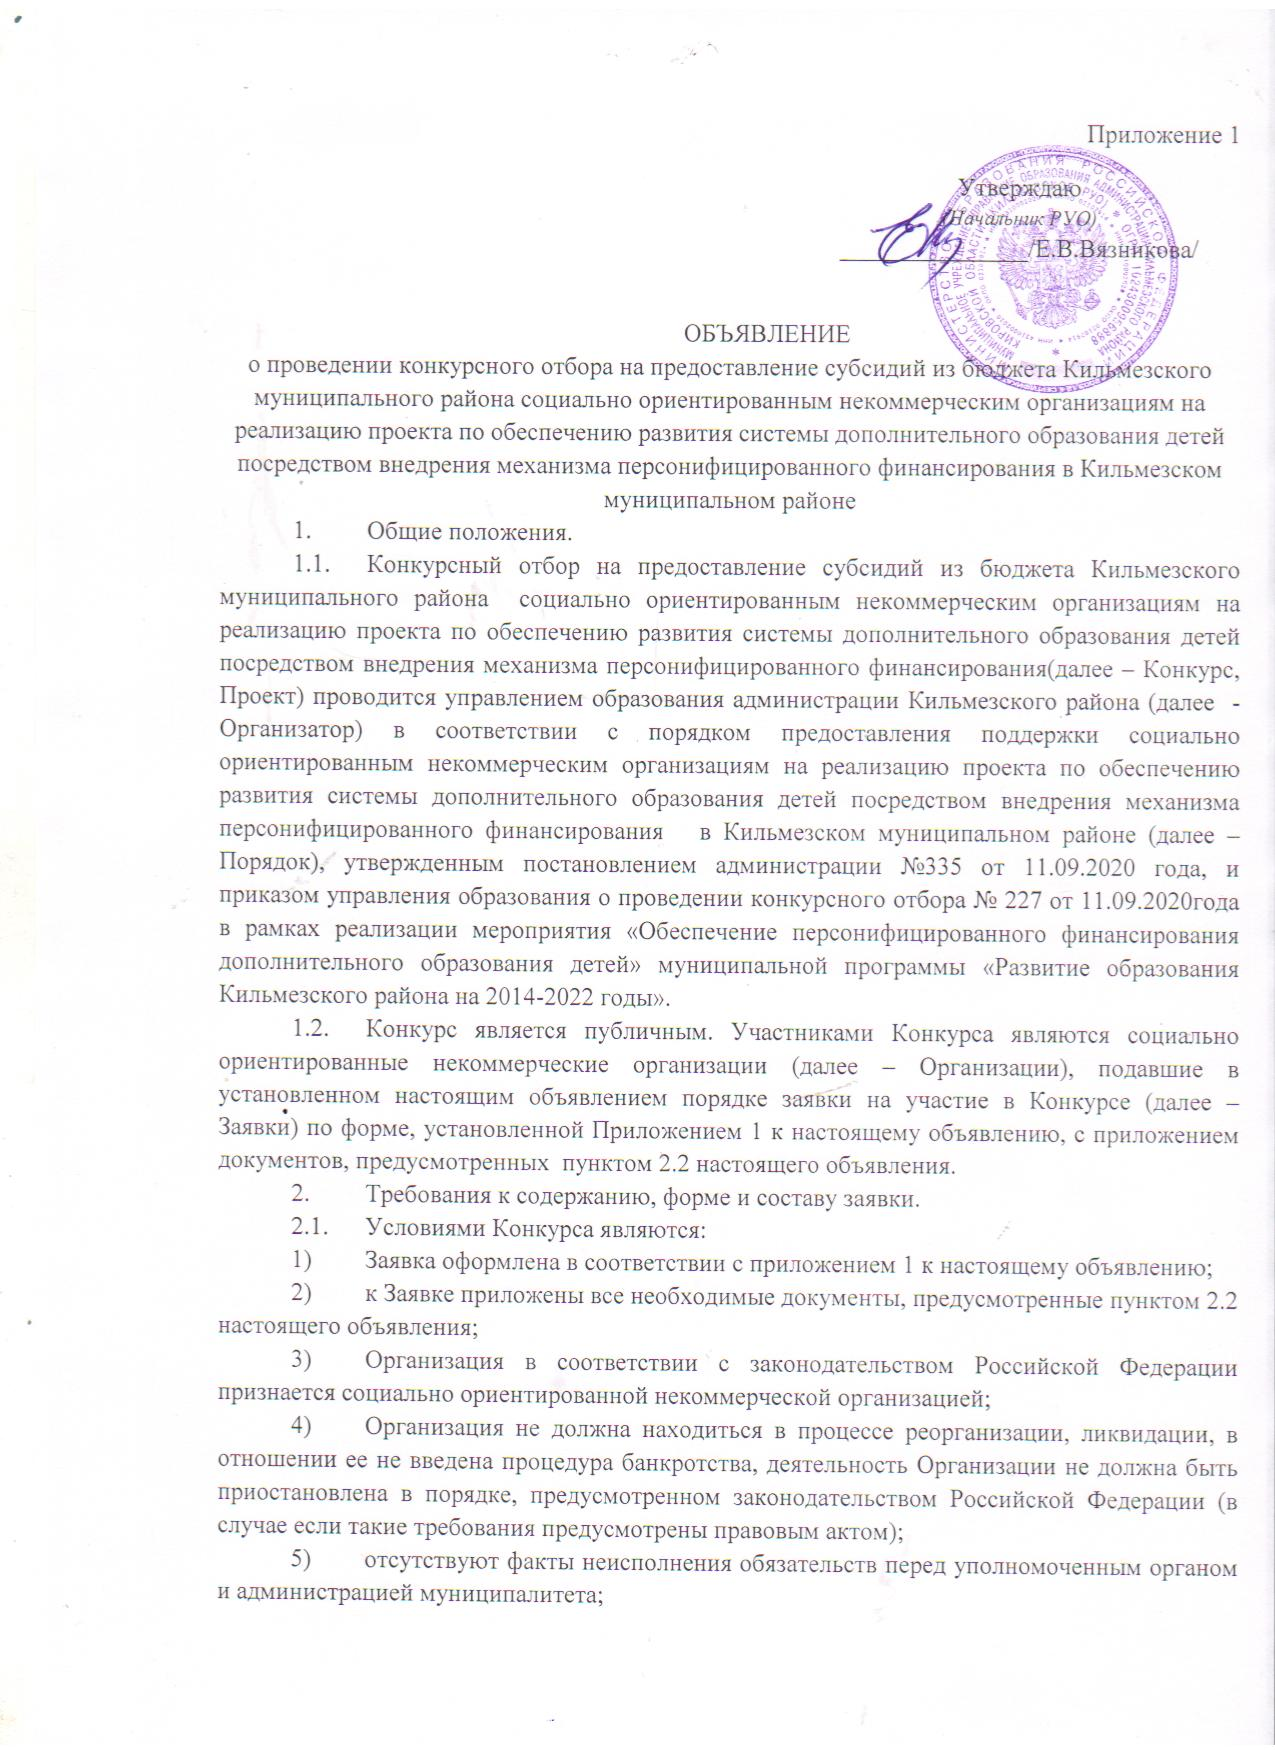 Приложение 1
Утверждаю
(Начальник РУО)
/Е.В.Вязникова/
ОБЪЯВЛЕНИЕ
о проведении конкурсного отбора на предоставление субсидий из бюджета Кильмезского
муниципального района социально ориентированным некоммерческим организациям на
реализацию проекта по обеспечению развития системы дополнительного образования детей
посредством внедрения механизма персонифицированного финансирования в Кильмезском
муниципальном районе
1. Общие положения.
1.1. Конкурсный отбор на предоставление субсидий из бюджета Кильмезского
муниципального района социально ориентированным некоммерческим организациям на
реализацию проекта по обеспечению развития системы дополнительного образования детей
посредством внедрения механизма персонифицированного финансирования(далее – Конкурс,
Проект) проводится управлением образования администрации Кильмезского района (далее -
Организатор) в соответствии с порядком предоставления поддержки социально
ориентированным некоммерческим организациям на реализацию проекта по обеспечению
развития системы дополнительного образования детей посредством внедрения механизма
персонифицированного финансирования в Кильмезском муниципальном районе (далее –
Порядок), утвержденным постановлением администрации №335 от 11.09.2020 года, и
приказом управления образования о проведении конкурсного отбора № 227 от 11.09.2020года
в рамках реализации мероприятия «Обеспечение персонифицированного финансирования
дополнительного образования детей» муниципальной программы «Развитие образования
Кильмезского района на 2014-2022 годы».
1.2. Конкурс является публичным. Участниками Конкурса являются социально
ориентированные некоммерческие организации (далее – Организации), подавшие в
установленном настоящим объявлением порядке заявки на участие в Конкурсе (далее –
Заявки) по форме, установленной Приложением 1 к настоящему объявлению, с приложением
документов, предусмотренных пунктом 2.2 настоящего объявления.
2. Требования к содержанию, форме и составу заявки.
2.1. Условиями Конкурса являются:
1) Заявка оформлена в соответствии с приложением 1 к настоящему объявлению;
2) к Заявке приложены все необходимые документы, предусмотренные пунктом 2.2
настоящего объявления;
3) Организация в соответствии с законодательством Российской Федерации
признается социально ориентированной некоммерческой организацией;
4) Организация не должна находиться в процессе реорганизации, ликвидации, в
отношении ее не введена процедура банкротства, деятельность Организации не должна быть
приостановлена в порядке, предусмотренном законодательством Российской Федерации (в
случае если такие требования предусмотрены правовым актом);
5) отсутствуют факты неисполнения обязательств перед уполномоченным органом
и администрацией муниципалитета;